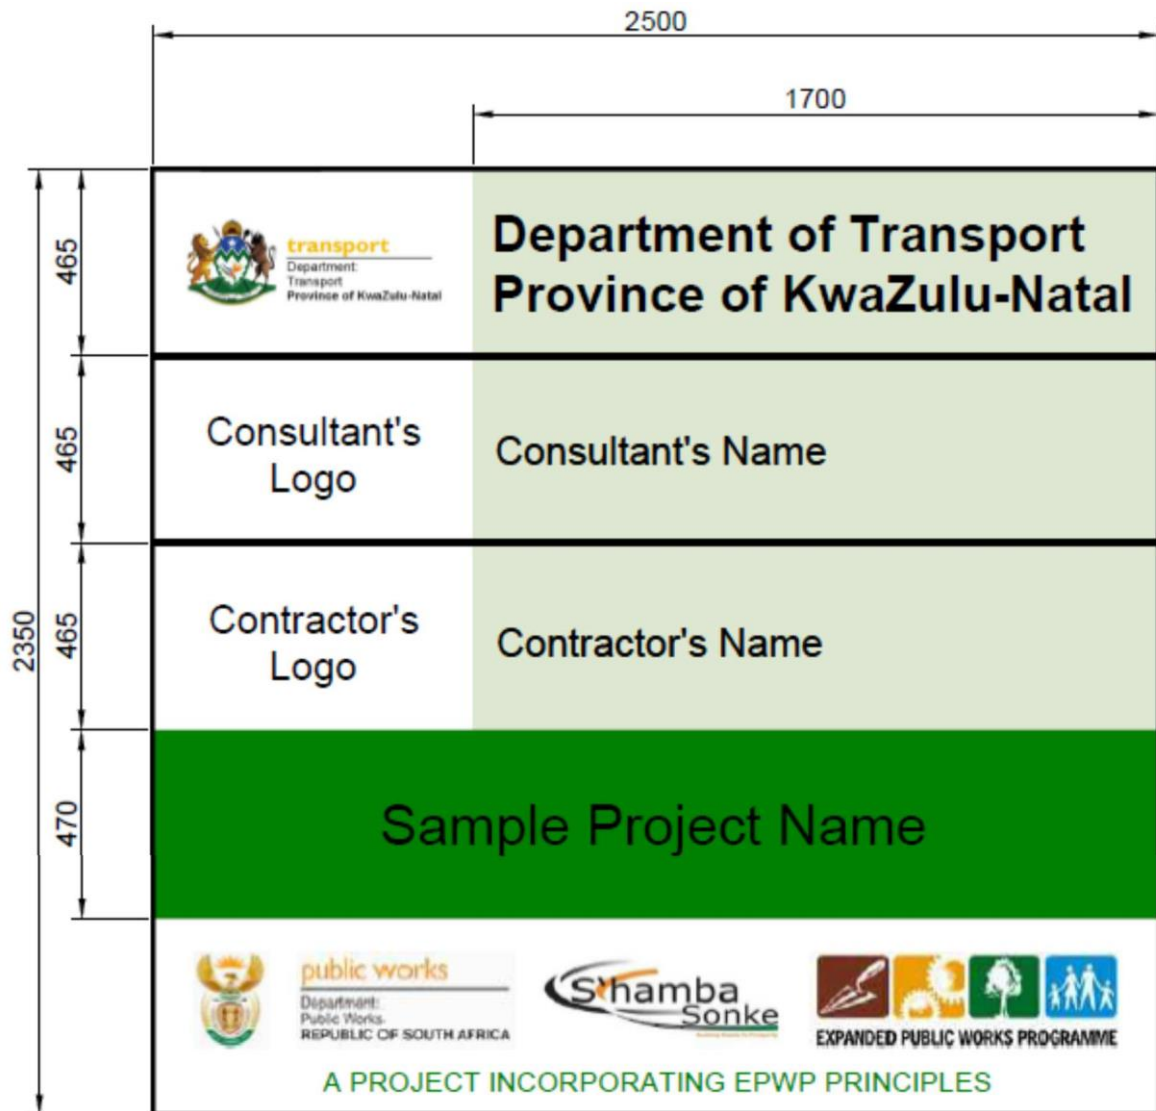 2500
1700
465
transport
Department:
Transport
Province of KwaZulu-Natal
Department of Transport
Province of KwaZulu-Natal
465
Consultant's
Logo
Consultant's Name
2350
465
Contractor's
Logo
Contractor's Name
470
Sample Project Name
public works
Department:
Public Works
REPUBLIC OF SOUTH AFRICA
S'hamba
Sonke
EXPANDED PUBLIC WORKS PROGRAMME
A PROJECT INCORPORATING EPWP PRINCIPLES